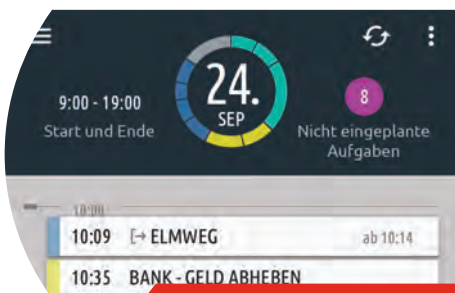 24.
SEP
9:00 - 19:00
Start und Ende
8
Nicht eingeplante
Aufgaben
10:00
10:09 ELMWEG ab 10:14
10:35 BANK - GELD ABHEBEN